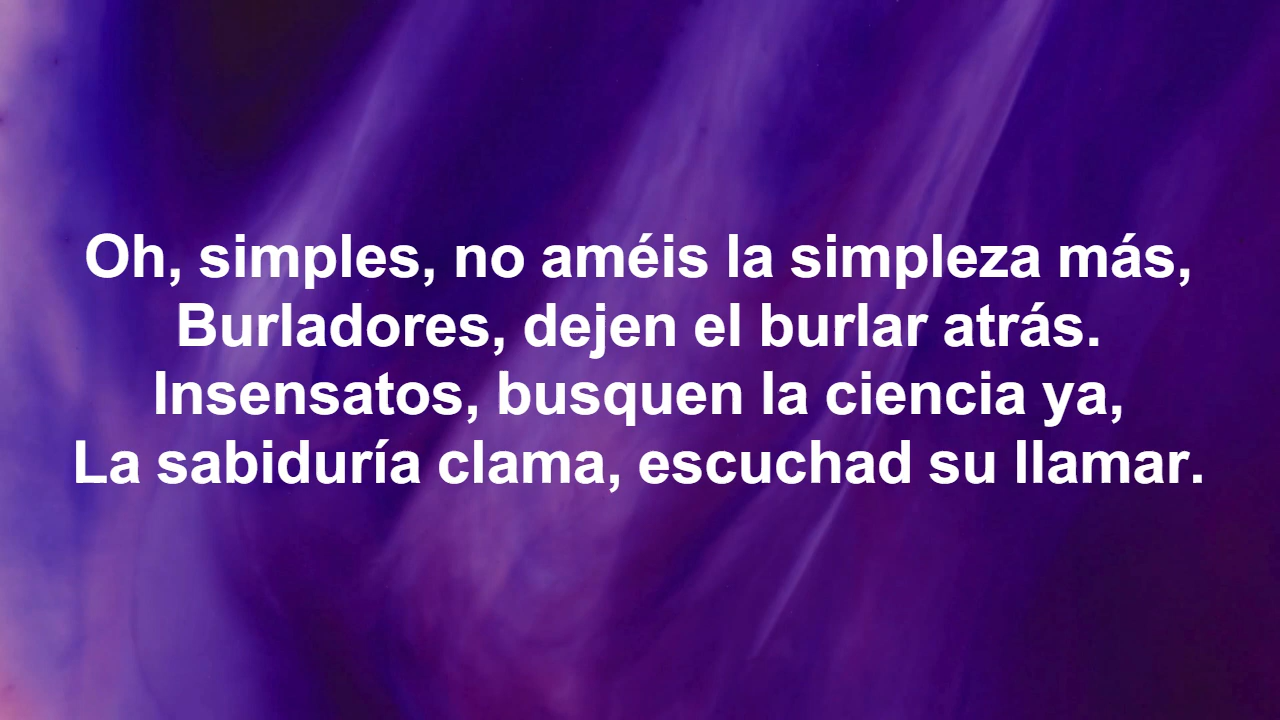 Oh, simples, no améis la simpleza más,
Burladores, dejen el burlar atrás.
Insensatos, busquen la ciencia ya,
La sabiduría clama, escuchad su llamar.